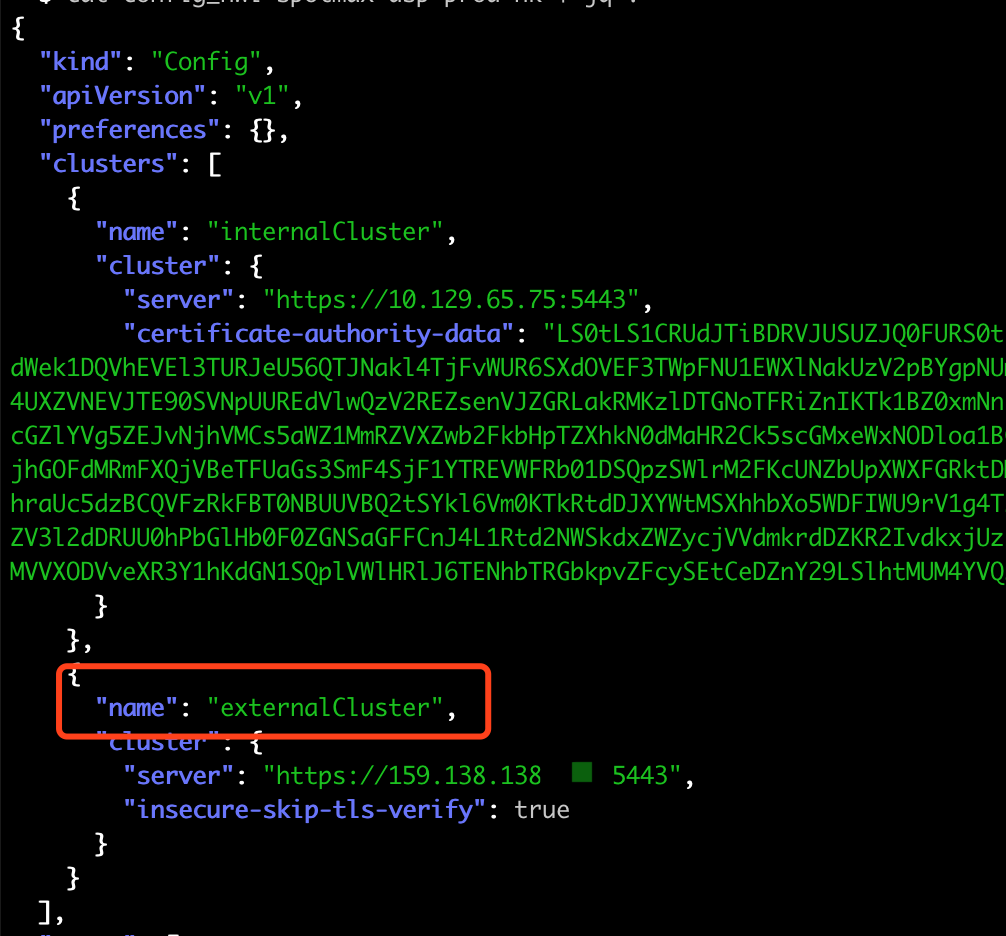 {
  "kind": "Config",
  "apiVersion": "v1",
  "preferences": {},
  "clusters": [
    {
      "name": "internalCluster",
      "cluster": {
        "server": "https://10.129.65.75:5443",
        "certificate-authority-data": "LS0tLS1CRUdJTiBDRVJUSUZJQ0FURS0t
dWek1DQVhEVEl3TURJeU56QTJNakl4TjFvWUR6SXdOVEF3TWpFNU1EWXlNakUzV2pBYgpNU
4UXZVNEVJTE90SVNpUUREdVlwQzV2REZsenVJZGRLakRMKzlDTGNoTFRiZnIKTk1BZ0xmNn
cGZlYVg5ZEJvNjhVMCs5aWZ1MmRZVXZwb2FkbHpTZXhkN0dMaHR2Ck5scGMxeWxNODloa1B
jhGOFdMRmFXQjVBeTFUaGs3SmF4SjF1YTREVWFRb01DSQpzSWlrM2FKcUNZbUpXWXFGRktD
hraUc5dzBCQVFzRkFBT0NBUUVBQ2tSYkl6Vm0KTkRtdDJXYWtMSXhhbXo5WDFIWU9rV1g4T
ZV3l2dDRUU0hPbGlHb0F0ZGNSaGFFCnJ4L1Rtd2NWSkdxZWZycjVVdmkrdDZKR2IvdkxjUz
MVVXODVveXR3Y1hKdGN1SQplVWlHRlJ6TENhbTRGbkpvZFcySEtCeDZnY29LSlhtMUM4YVQ
      }
    },
    {
      "name": "externalCluster",
      "cluster": {
        "server": "https://159.138.138 5443",
        "insecure-skip-tls-verify": true
      }
    }
  ],